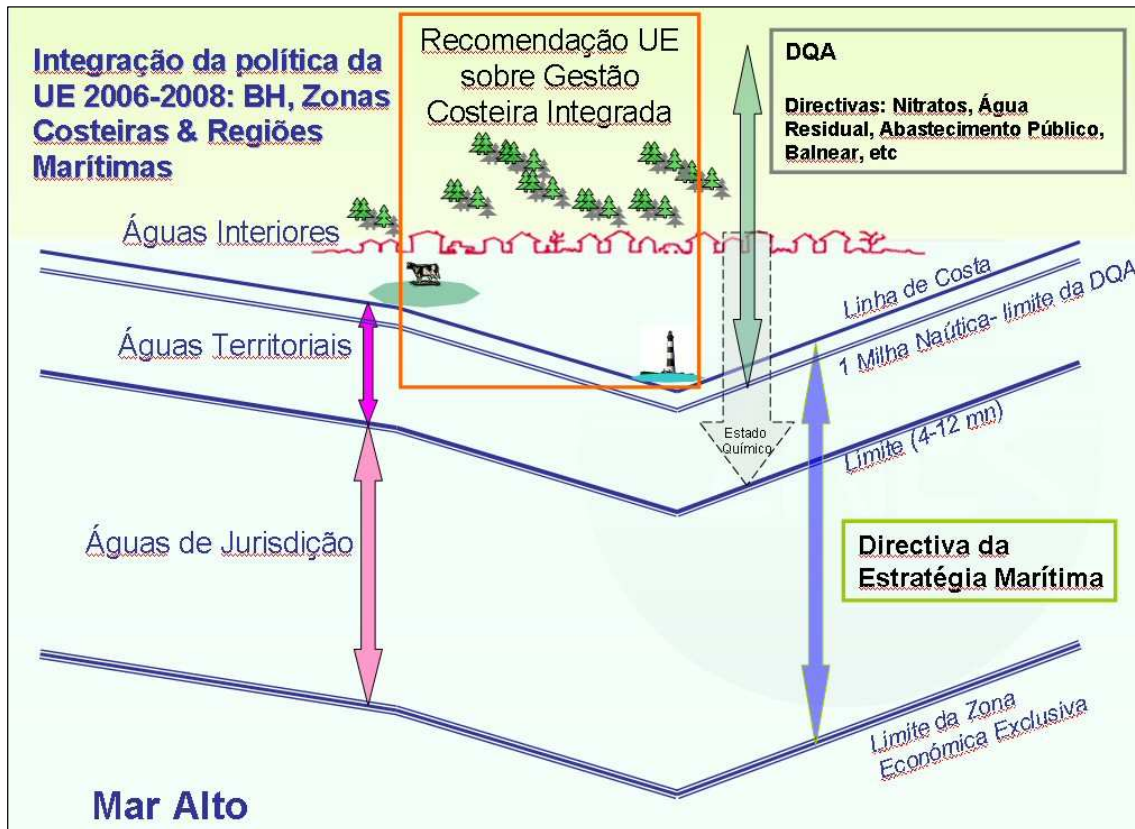 Integração da política da
UE 2006-2008: BH, Zonas
Costeiras & Regiões
Marítimas
Recomendação UE
sobre Gestão
Costeira Integrada
DQA
Directivas: Nitratos, Água
Residual, Abastecimento Público,
Balnear, etc
Águas Interiores
Linha de Costa
1 Milha Naútica- limite da DQA
Águas Territoriais
Estado
Químico
Límite (4-12 mn)
Águas de Jurisdição
Directiva da
Estratégia Marítima
Limite da Zona
Económica Exclusiva
Mar Alto